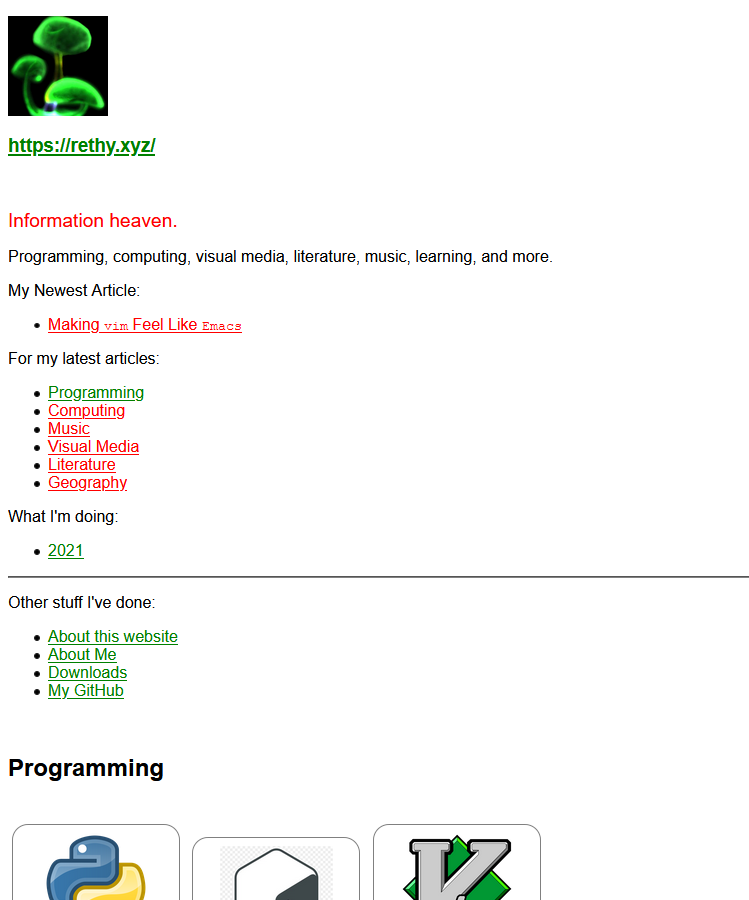 https://rethy.xyz/
Information heaven.
Programming, computing, visual media, literature, music, learning, and more.
My Newest Article:
Making vim Feel Like Emacs
For my latest articles:
Programming
Computing
Music
Visual Media
Literature
Geography
What I'm doing:
2021
Other stuff I've done:
About this website
About Me
Downloads
My GitHub
Programming